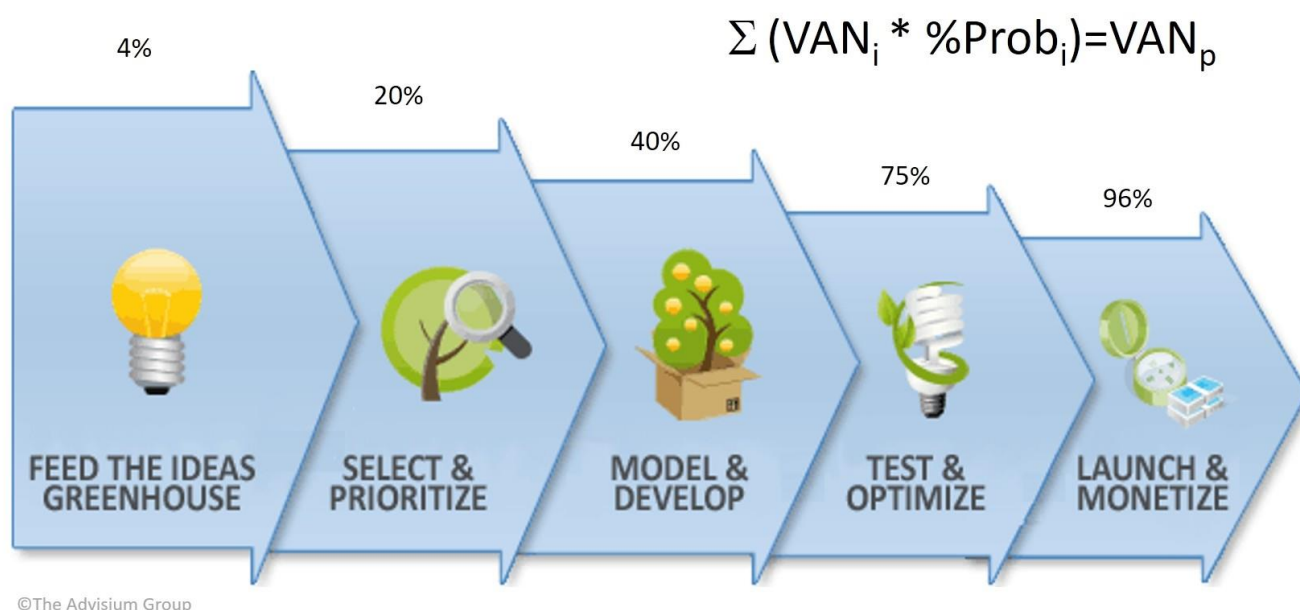 Σ (VANi * %Probi)=VANp
4%
20%
40%
75%
96%
FEED THE IDEAS
GREENHOUSE
SELECT &
PRIORITIZE
MODEL &
DEVELOP
TEST &
OPTIMIZE
LAUNCH &
MONETIZE
©The Advisium Group